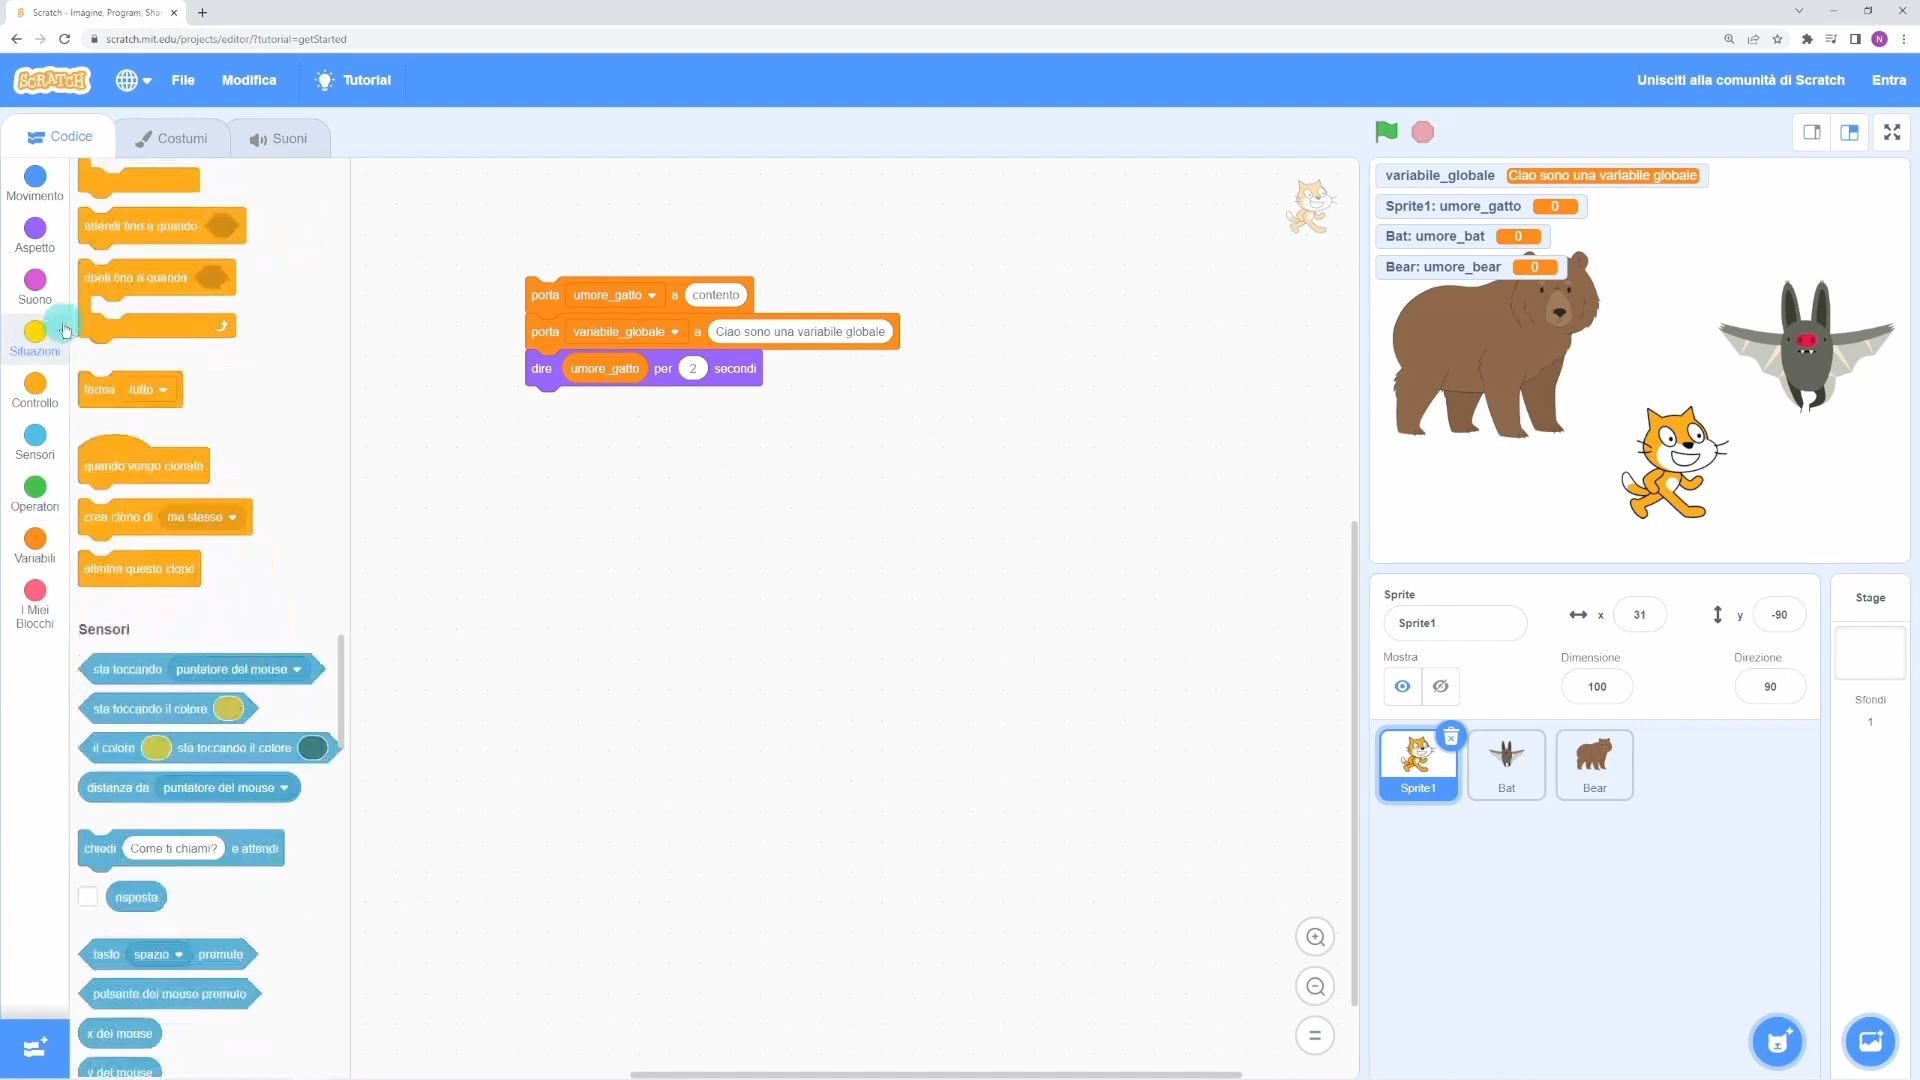 Scratch - Imagine, Program, Sha
scratch.mit.edu/projects/editor/?tutorial=getStarted
N
SCRATCH
File
Modifica
Tutorial
Unisciti alla comunità di Scratch
Entra
Codice
Costumi
Suoni
Movimento
Aspetto
Suono
Situazioni
Controllo
Sensori
Operatori
Variabili
I Miei
Blocchi
attendi fino a quando
ripeti fino a quando
ferma tutto
quando vengo clonato
crea clono di me stesso
elimina questo clone
Sensori
sta toccando puntatore del mouse
sta toccando il colore
il colore sta toccando il colore
distanza da puntatore del mouse
chiedi Come ti chiami? e attendi
risposta
tasto spazio premuto
pulsante del mouse premuto
x del mouse
y del mouse
porta umore_gatto a contento
porta variabile_globale a Ciao sono una variabile globale
dire umore_gatto per 2 secondi
variabile_globale Ciao sono una variabile globale
Sprite1: umore_gatto 0
Bat: umore_bat 0
Bear: umore_bear 0
Sprite
Sprite1
x 31
y -90
Mostra
Dimensione
100
Direzione
90
Sprite1
Bat
Bear
Stage
Sfondi
1